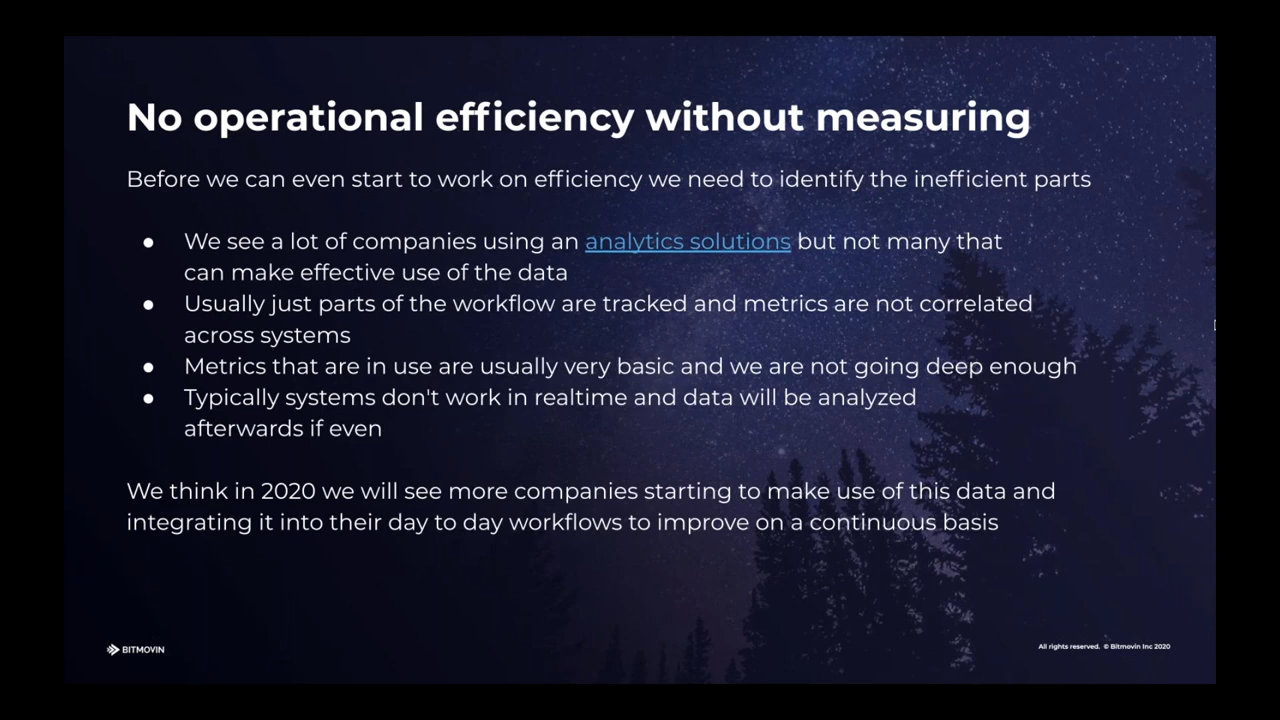 No operational efficiency without measuring
Before we can even start to work on efficiency we need to identify the inefficient parts
● We see a lot of companies using an analytics solutions but not many that
can make effective use of the data
● Usually just parts of the workflow are tracked and metrics are not correlated
across systems
● Metrics that are in use are usually very basic and we are not going deep enough
● Typically systems don't work in realtime and data will be analyzed
afterwards if even
We think in 2020 we will see more companies starting to make use of this data and
integrating it into their day to day workflows to improve on a continuous basis
BITMOVIN
All rights reserved. © Bitmovin Inc 2020